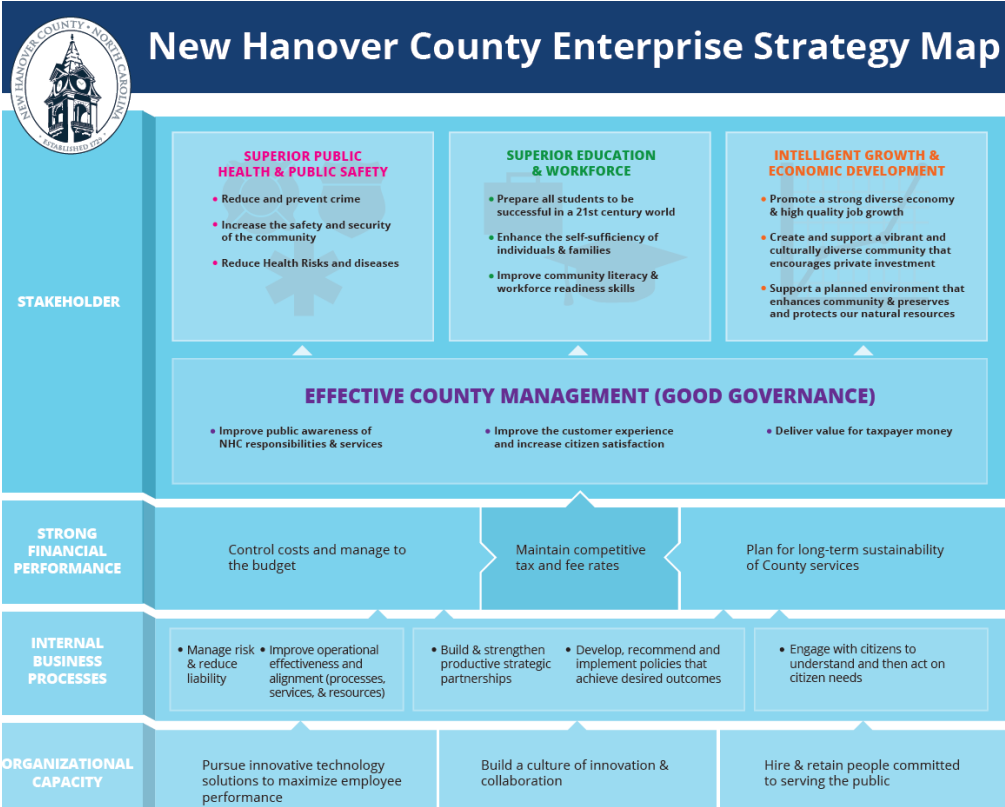 New Hanover County Enterprise Strategy Map
NEW HANOVER COUNTY • NORTH CAROLINA
• ESTABLISHED 1729 •
STAKEHOLDER
SUPERIOR PUBLIC
HEALTH & PUBLIC SAFETY
• Reduce and prevent crime
• Increase the safety and security
of the community
• Reduce Health Risks and diseases
SUPERIOR EDUCATION
& WORKFORCE
• Prepare all students to be
successful in a 21st century world
• Enhance the self-sufficiency of
individuals & families
• Improve community literacy &
workforce readiness skills
INTELLIGENT GROWTH &
ECONOMIC DEVELOPMENT
• Promote a strong diverse economy
& high quality job growth
• Create and support a vibrant and
culturally diverse community that
encourages private investment
• Support a planned environment that
enhances community & preserves
and protects our natural resources
EFFECTIVE COUNTY MANAGEMENT (GOOD GOVERNANCE)
• Improve public awareness of
NHC responsibilities & services
• Improve the customer experience
and increase citizen satisfaction
• Deliver value for taxpayer money
STRONG
FINANCIAL
PERFORMANCE
Control costs and manage to
the budget
Maintain competitive
tax and fee rates
Plan for long-term sustainability
of County services
INTERNAL
BUSINESS
PROCESSES
• Manage risk
& reduce
liability
• Improve operational
effectiveness and
alignment (processes,
services, & resources)
• Build & strengthen
productive strategic
partnerships
• Develop, recommend and
implement policies that
achieve desired outcomes
• Engage with citizens to
understand and then act on
citizen needs
ORGANIZATIONAL
CAPACITY
Pursue innovative technology
solutions to maximize employee
performance
Build a culture of innovation &
collaboration
Hire & retain people committed
to serving the public